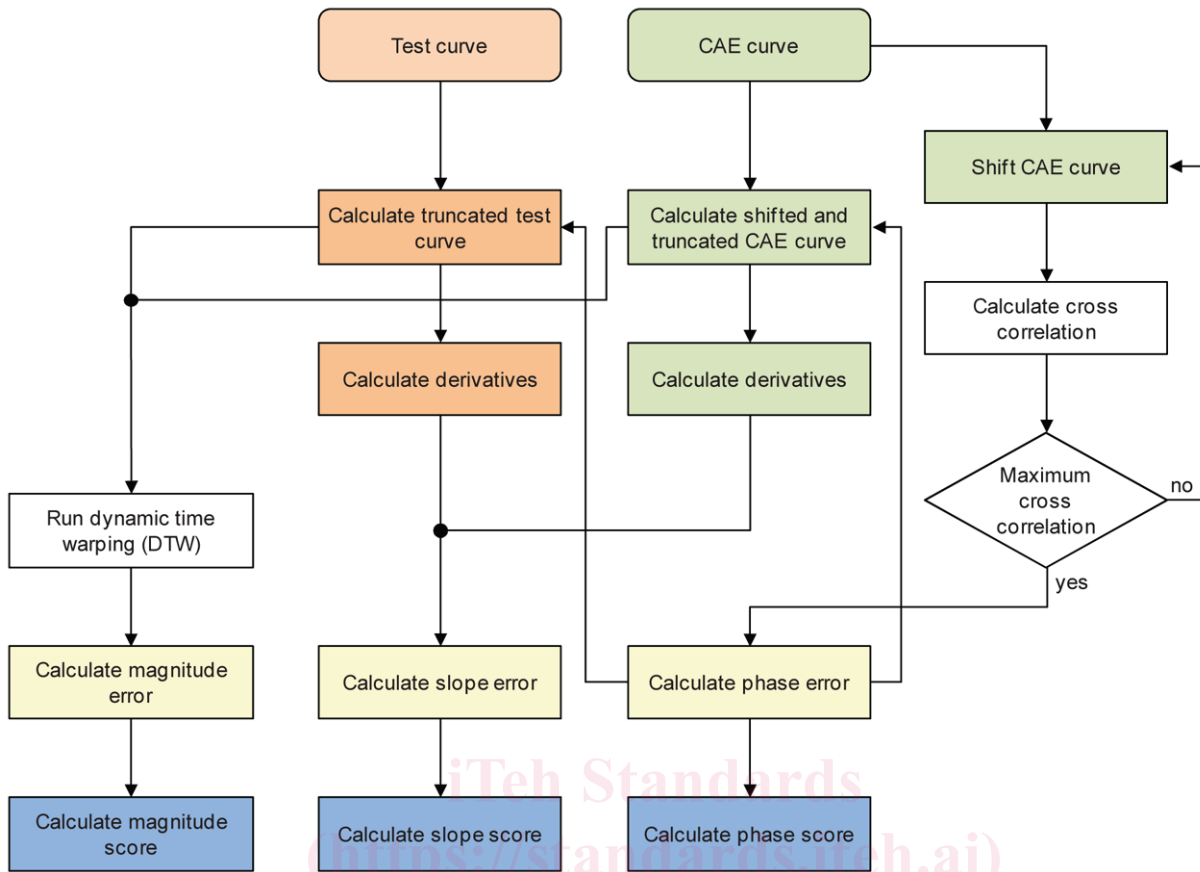 Test curve
CAE curve
Shift CAE curve
Calculate truncated test
curve
Calculate shifted and
truncated CAE curve
Calculate cross
correlation
Calculate derivatives
Calculate derivatives
Maximum
cross
correlation
no
Run dynamic time
warping (DTW)
yes
Calculate magnitude
error
Calculate slope error
Calculate phase error
iTeh Standards
Calculate magnitude
score
Calculate slope score
Calculate phase score
(https://standards.iteh.ai)